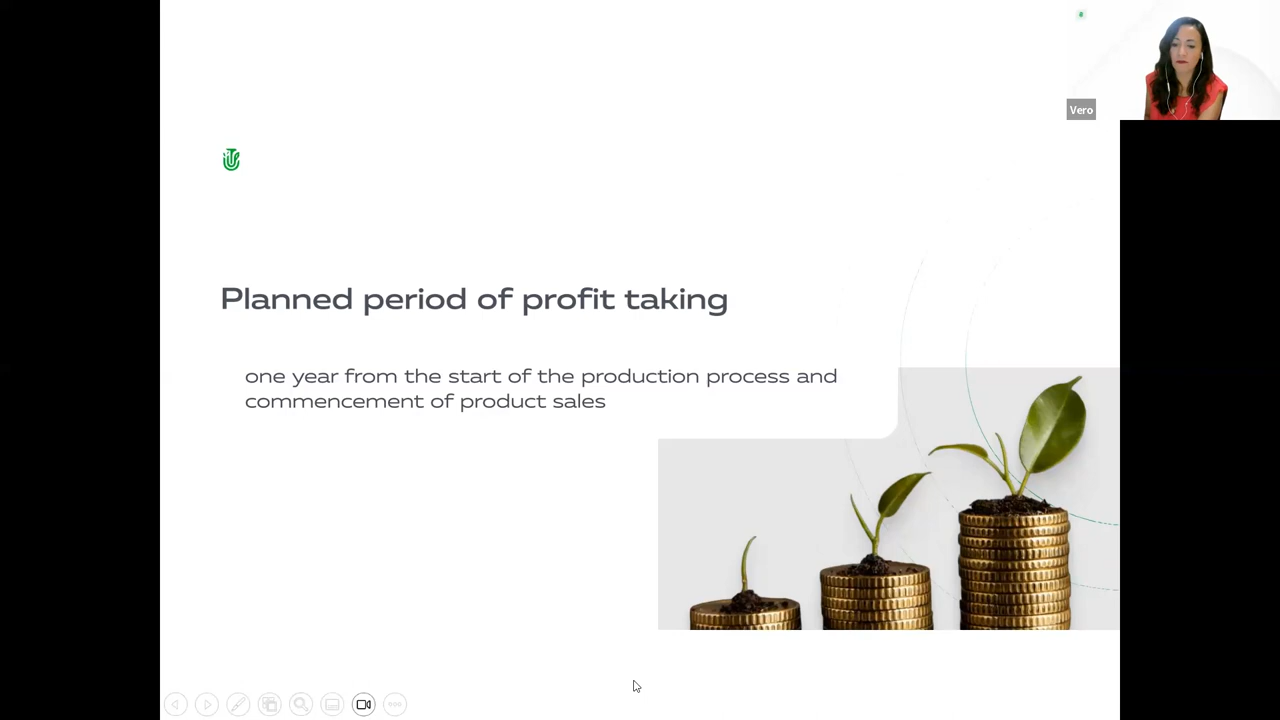 Vero
Planned period of profit taking
one year from the start of the production process and
commencement of product sales